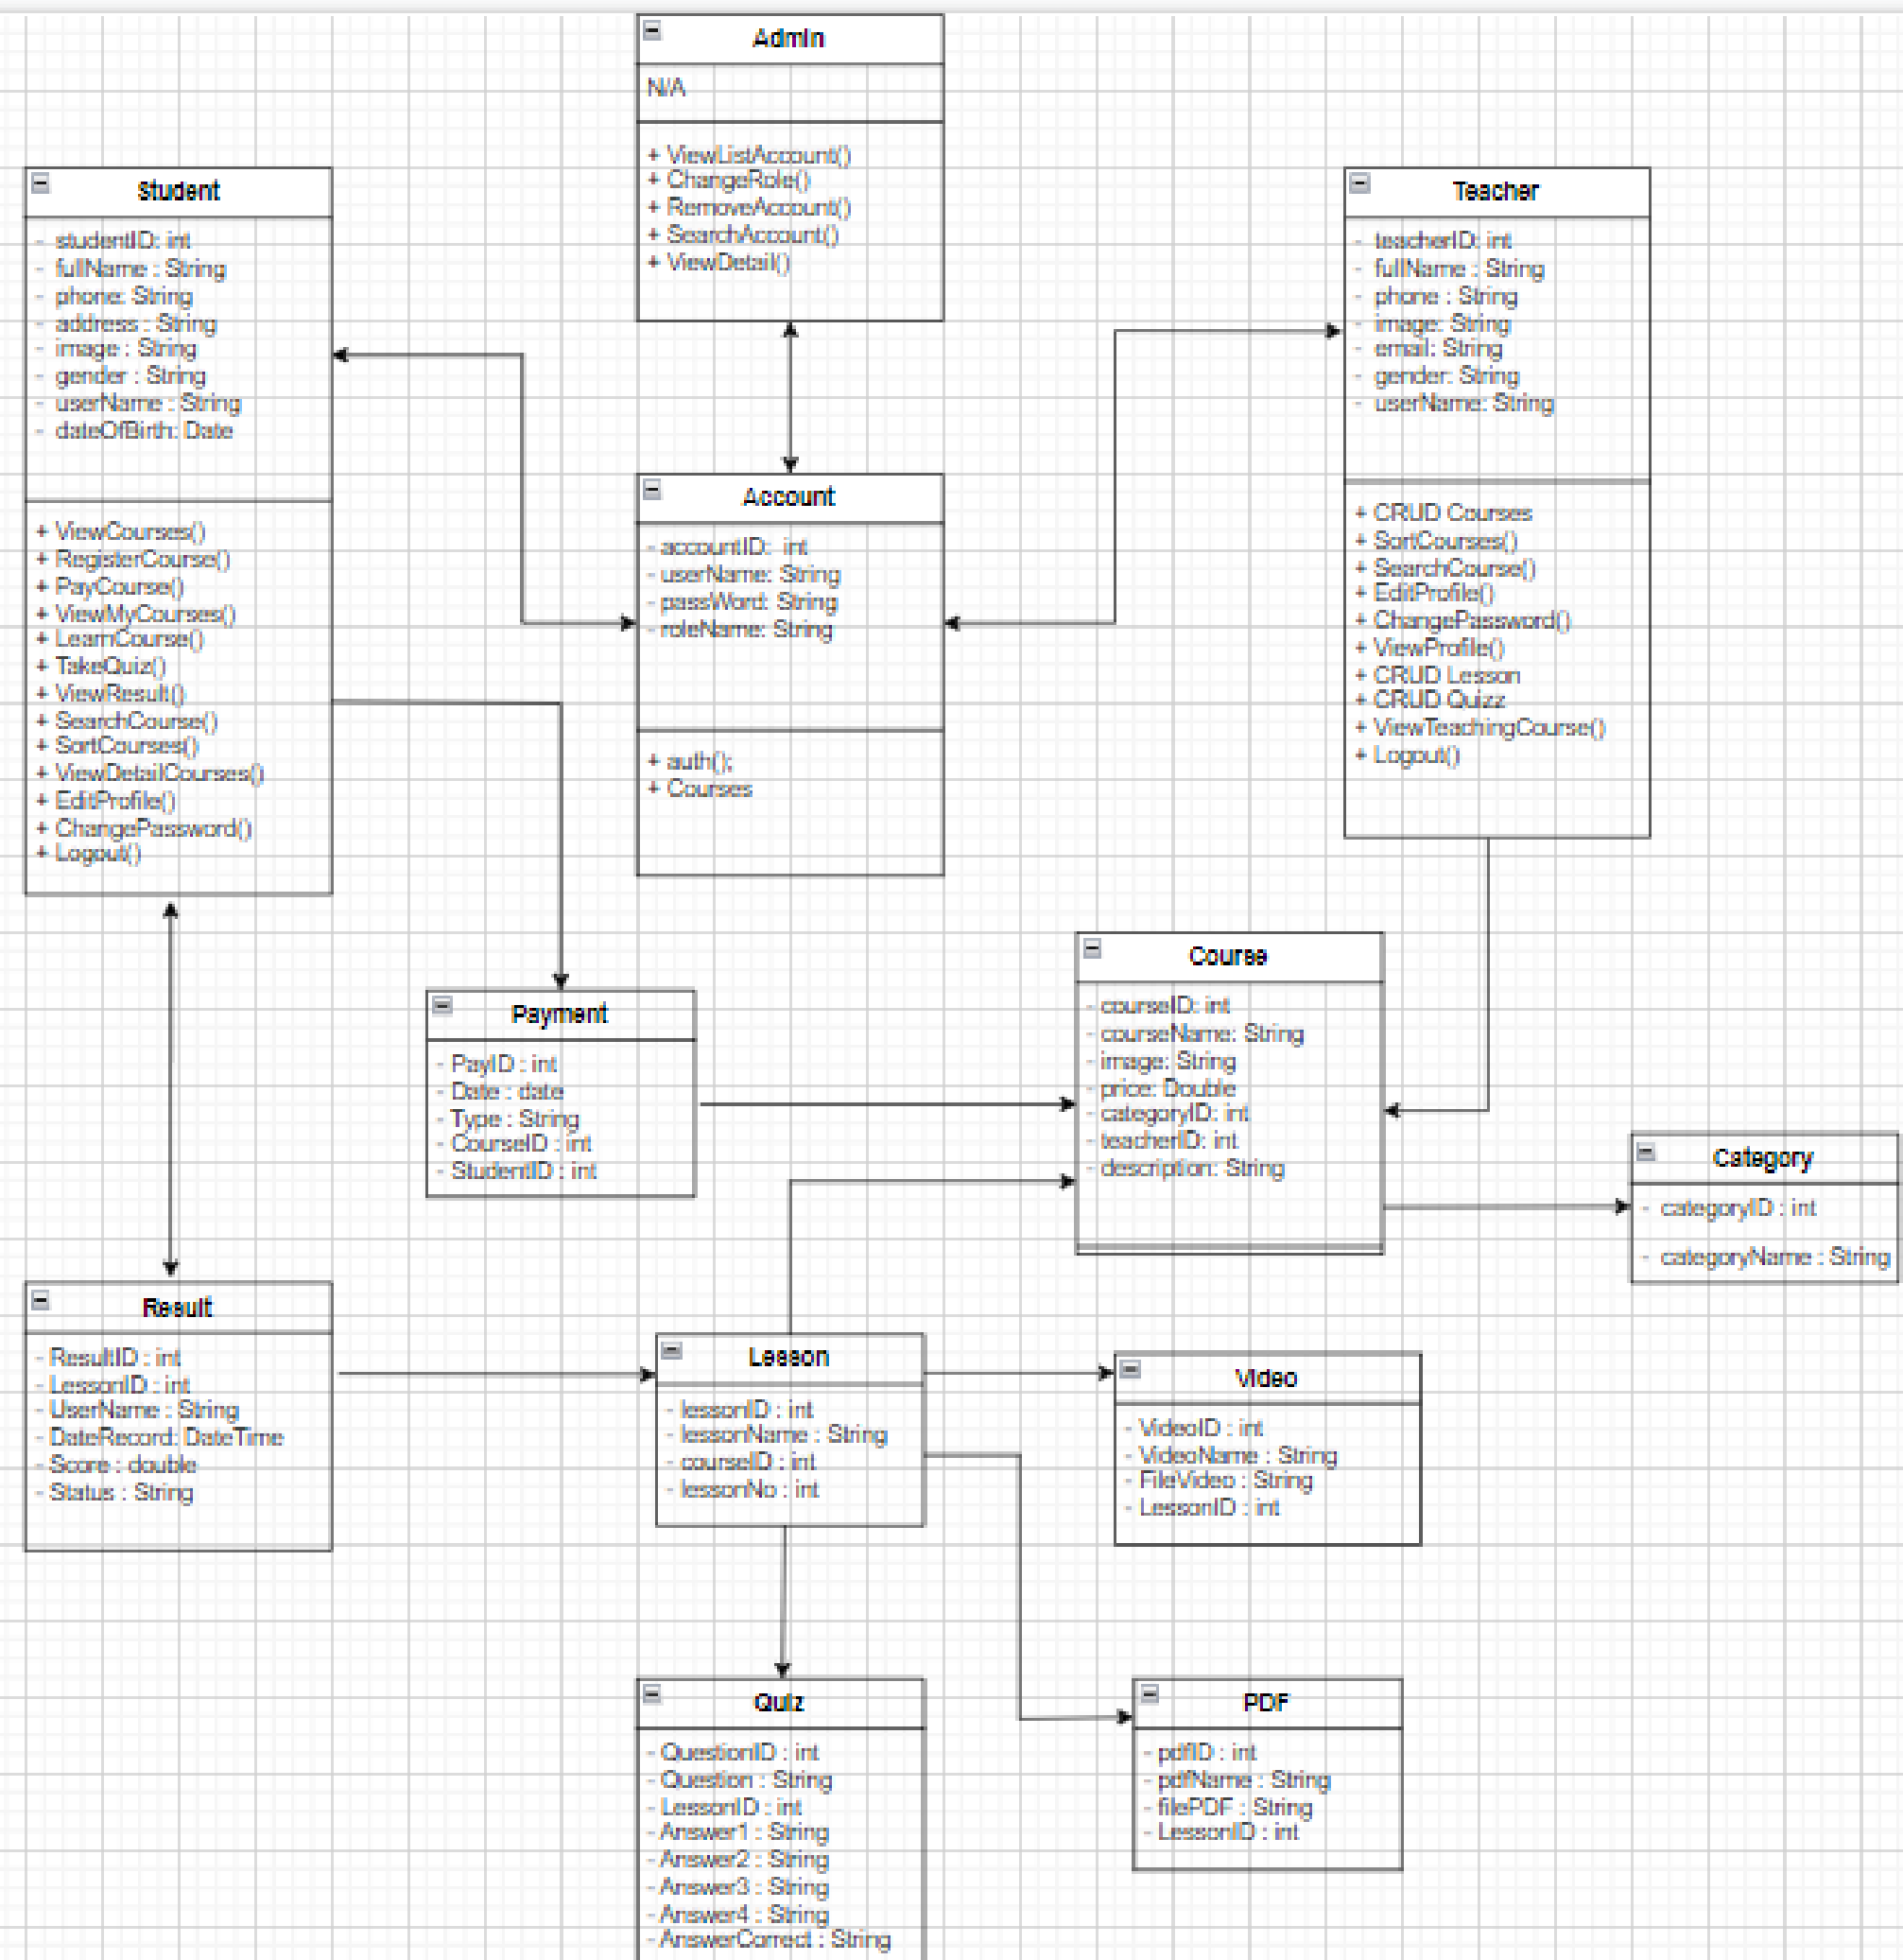 Admin
N/A
+ ViewListAccount()
+ ChangeRole()
+ RemoveAccount()
+ SearchAccount()
+ ViewDetail()
Student
- studentID: int
- fullName : String
- phone: String
- address : String
- image : String
- gender : String
- userName : String
- dateOfBirth: Date
+ ViewCourses()
+ RegisterCourse()
+ PayCourse()
+ ViewMyCourses()
+ LearnCourse()
+ TakeQuiz()
+ ViewResult()
+ SearchCourse()
+ SortCourses()
+ ViewDetailCourses()
+ EditProfile()
+ ChangePassword()
+ Logout()
Teacher
- teacherID: int
- fullName : String
- phone : String
- image: String
- email: String
- gender: String
- userName: String
+ CRUD Courses
+ SortCourses()
+ SearchCourse()
+ EditProfile()
+ ChangePassword()
+ ViewProfile()
+ CRUD Lesson
+ CRUD Quizz
+ ViewTeachingCourse()
+ Logout()
Account
- accountID: int
- userName: String
- passWord: String
- roleName: String
+ auth();
+ Courses
Payment
- PayID : int
- Date : date
- Type : String
- CourseID : int
- StudentID : int
Course
- courseID: int
- courseName: String
- image: String
- price: Double
- categoryID: int
- teacherID: int
- description: String
Category
- categoryID : int
- categoryName : String
Result
- ResultID : int
- LessonID : int
- UserName : String
- DateRecord: DateTime
- Score : double
- Status : String
Lesson
- lessonID : int
- lessonName : String
- courseID : int
- lessonNo : int
Video
- VideoID : int
- VideoName : String
- FileVideo : String
- LessonID : int
Quiz
- QuestionID : int
- Question : String
- LessonID : int
- Answer1 : String
- Answer2 : String
- Answer3 : String
- Answer4 : String
- AnswerCorrect : String
PDF
- pdfID : int
- pdfName : String
- filePDF : String
- LessonID : int